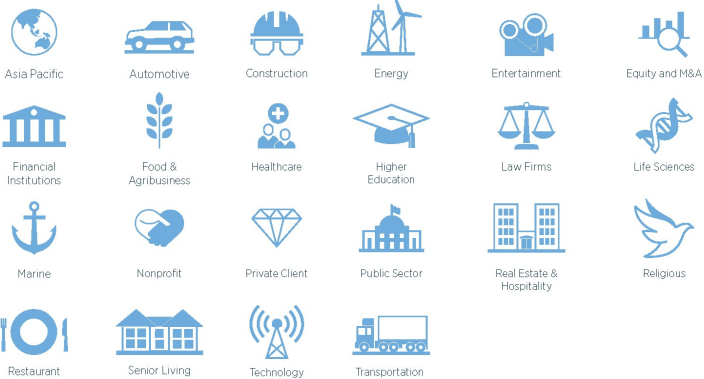 Asia Pacific
Automotive
Construction
Energy
Entertainment
Equity and M&A
Financial
Institutions
Food &
Agribusiness
Healthcare
Higher
Education
Law Firms
Life Sciences
Marine
Nonprofit
Private Client
Public Sector
Real Estate &
Hospitality
Religious
Restaurant
Senior Living
Technology
Transportation